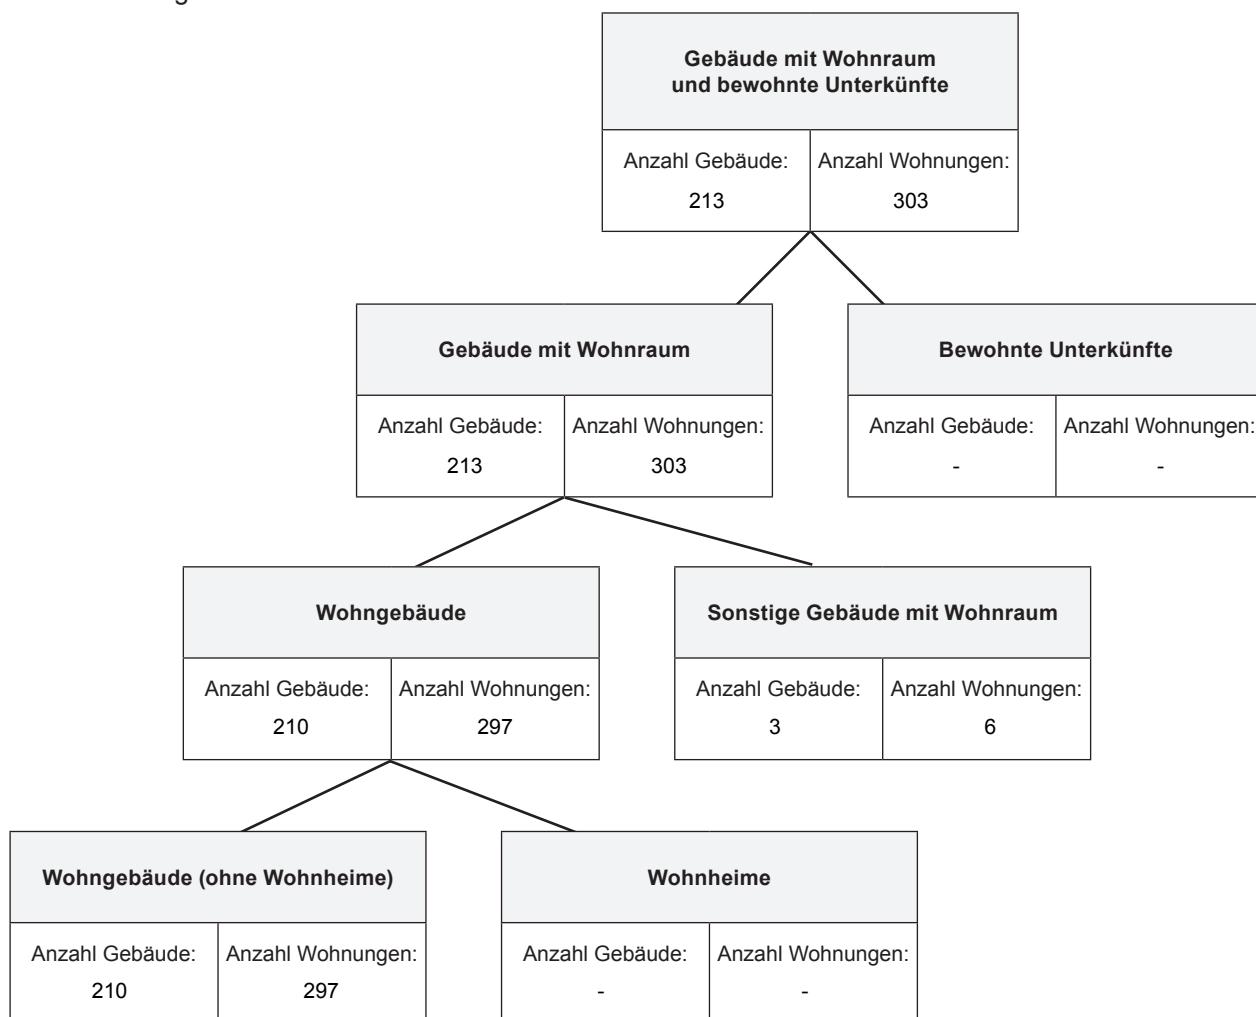 Gebäude mit Wohnraum
und bewohnte Unterkünfte
Anzahl Gebäude: Anzahl Wohnungen:
213 303
Gebäude mit Wohnraum
Anzahl Gebäude: Anzahl Wohnungen:
213 303
Bewohnte Unterkünfte
Anzahl Gebäude: Anzahl Wohnungen:
- -
Wohngebäude
Anzahl Gebäude: Anzahl Wohnungen:
210 297
Sonstige Gebäude mit Wohnraum
Anzahl Gebäude: Anzahl Wohnungen:
3 6
Wohngebäude (ohne Wohnheime)
Anzahl Gebäude: Anzahl Wohnungen:
210 297
Wohnheime
Anzahl Gebäude: Anzahl Wohnungen:
- -